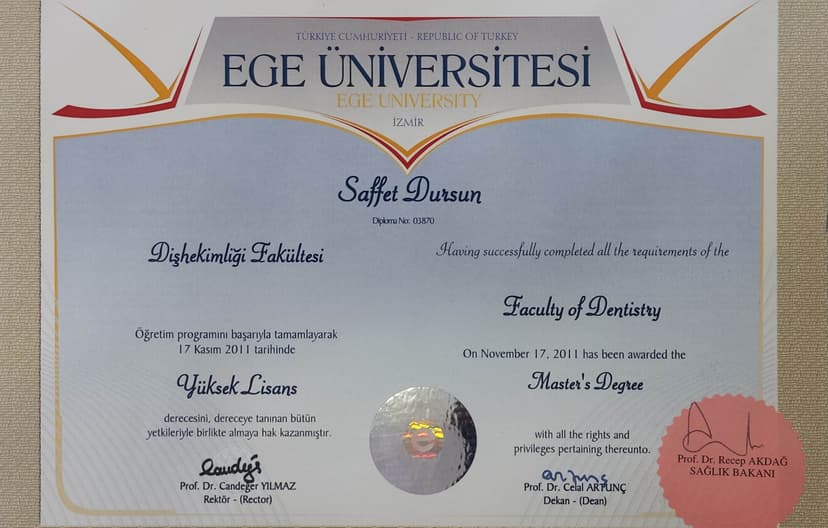 TÜRKİYE CUMHURİYETİ - REPUBLIC OF TURKEY
EGE ÜNİVERSİTESİ
EGE UNIVERSITY
İZMİR
Saffet Dursun
Diploma No: 03870
Dişhekimliği Fakültesi
Öğretim programını başarıyla tamamlayarak
17 Kasım 2011 tarihinde
Yüksek Lisans
derecesini, dereceye tanınan bütün
yetkileriyle birlikte almaya hak kazanmıştır.
Prof. Dr. Candeğer YILMAZ
Rektör - (Rector)
Having successfully completed all the requirements of the
Faculty of Dentistry
On November 17, 2011 has been awarded the
Master's Degree
with all the rights and
privileges pertaining thereunto.
Prof. Dr. Celal ARTUNÇ
Dekan - (Dean)
e
Prof. Dr. Recep AKDAĞ
SAĞLIK BAKANI